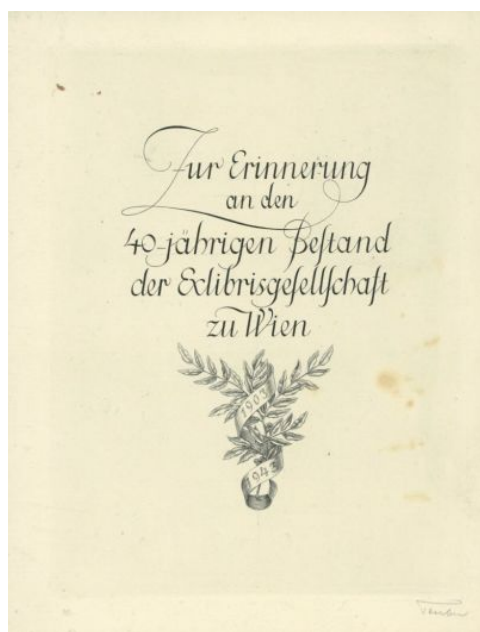 Zur Erinnerung
an den
40-jährigen Beſtand
der Exlibrisgeſellſchaft
zu Wien
1903
1943